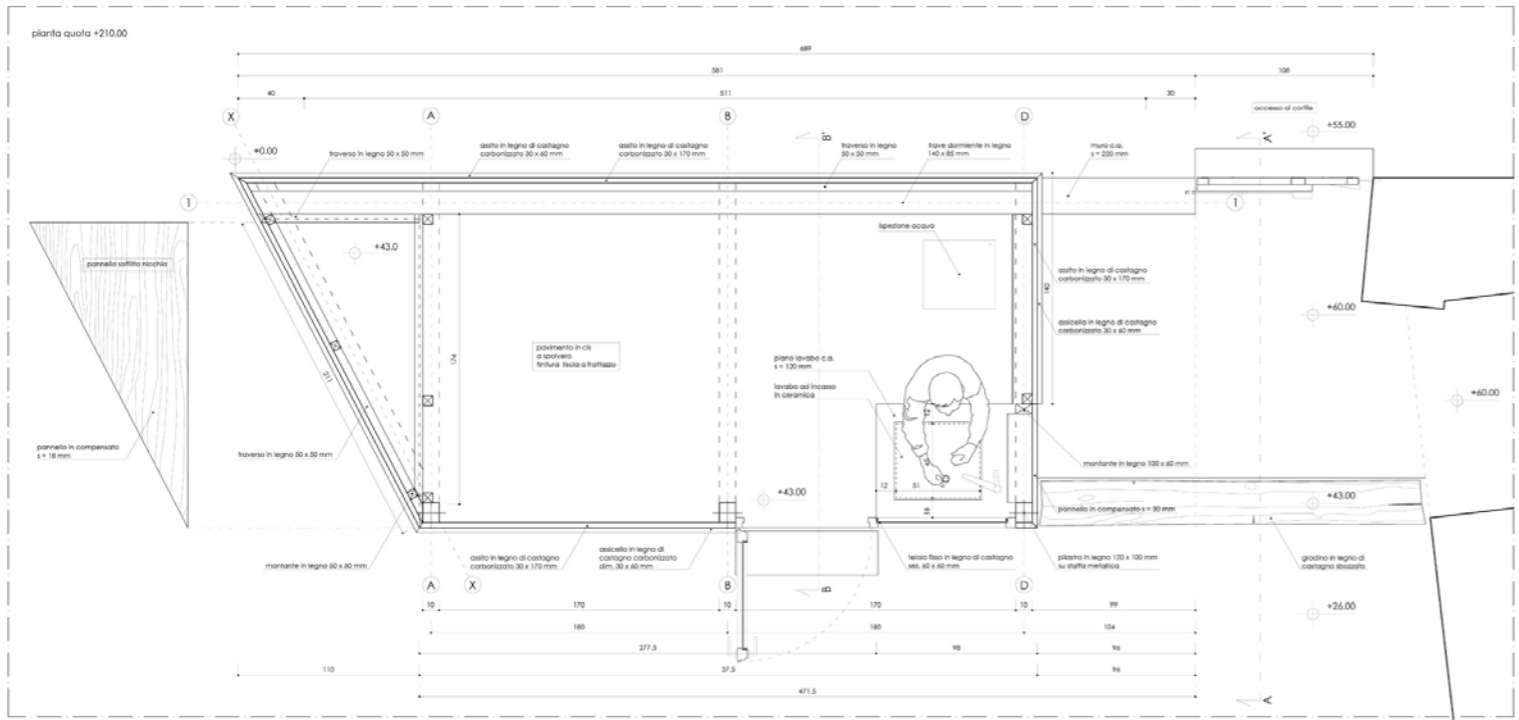 planta quota +210.00
689
581
108
40
511
30
accesso al cortile
X
A
B
D
B'
A'
+55.00
+0.00
traverso in legno 50 x 50 mm
assito in legno di castagno
carbonizzato 30 x 60 mm
assito in legno di castagno
carbonizzato 30 x 170 mm
traverso in legno
50 x 50 mm
trave dormiente in legno
140 x 85 mm
muro c.a.
s = 220 mm
1
1
ispezione acqua
+43.0
pannello soffitto nicchia
assito in legno di castagno
carbonizzato 30 x 170 mm
140
+60.00
assicella in legno di castagno
carbonizzato 30 x 60 mm
pavimento in cls
a spolvero
finitura liscia a frattazzo
176
piano lavabo c.a.
s = 120 mm
211
lavabo ad incasso
in ceramica
12
+60.00
pannello in compensato
s = 18 mm
traverso in legno 50 x 50 mm
montante in legno 100 x 60 mm
12
51
+43.00
+43.00
pannello in compensato s = 30 mm
18
montante in legno 50 x 50 mm
assito in legno di castagno
carbonizzato 30 x 170 mm
assicella in legno di
castagno carbonizzato
dim. 30 x 60 mm
telaio fisso in legno di castagno
sez. 60 x 60 mm
pilastro in legno 120 x 100 mm
su staffa metallica
gradino in legno di
castagno sbozzato
A
X
B
B
D
10
170
10
170
10
99
+26.00
180
180
104
277.5
98
96
110
37.5
96
471.5
A